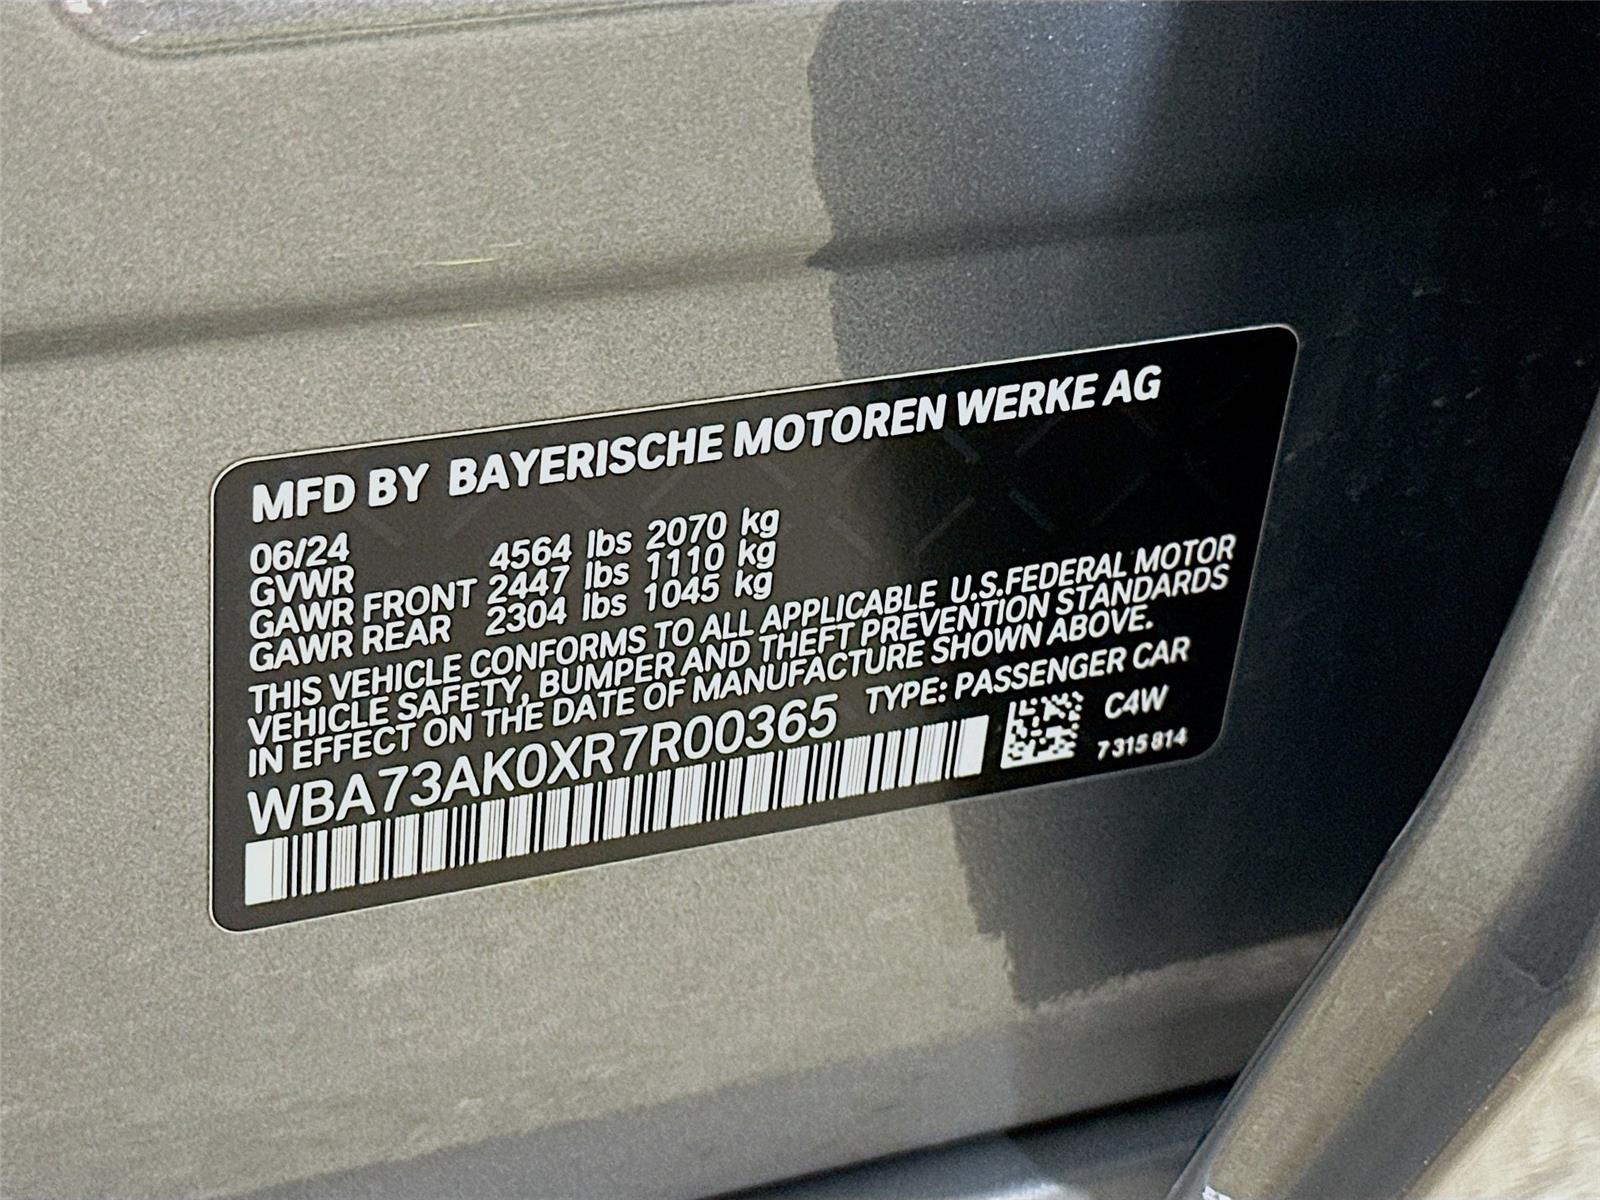 MFD BY BAYERISCHE MOTOREN WERKE AG
06/24
GVWR 4564 lbs 2070 kg
GAWR FRONT 2447 lbs 1110 kg
GAWR REAR 2304 lbs 1045 kg
THIS VEHICLE CONFORMS TO ALL APPLICABLE U.S.FEDERAL MOTOR
VEHICLE SAFETY, BUMPER AND THEFT PREVENTION STANDARDS
IN EFFECT ON THE DATE OF MANUFACTURE SHOWN ABOVE.
WBA73AK0XR7R00365 TYPE: PASSENGER CAR
C4W
7 315 814